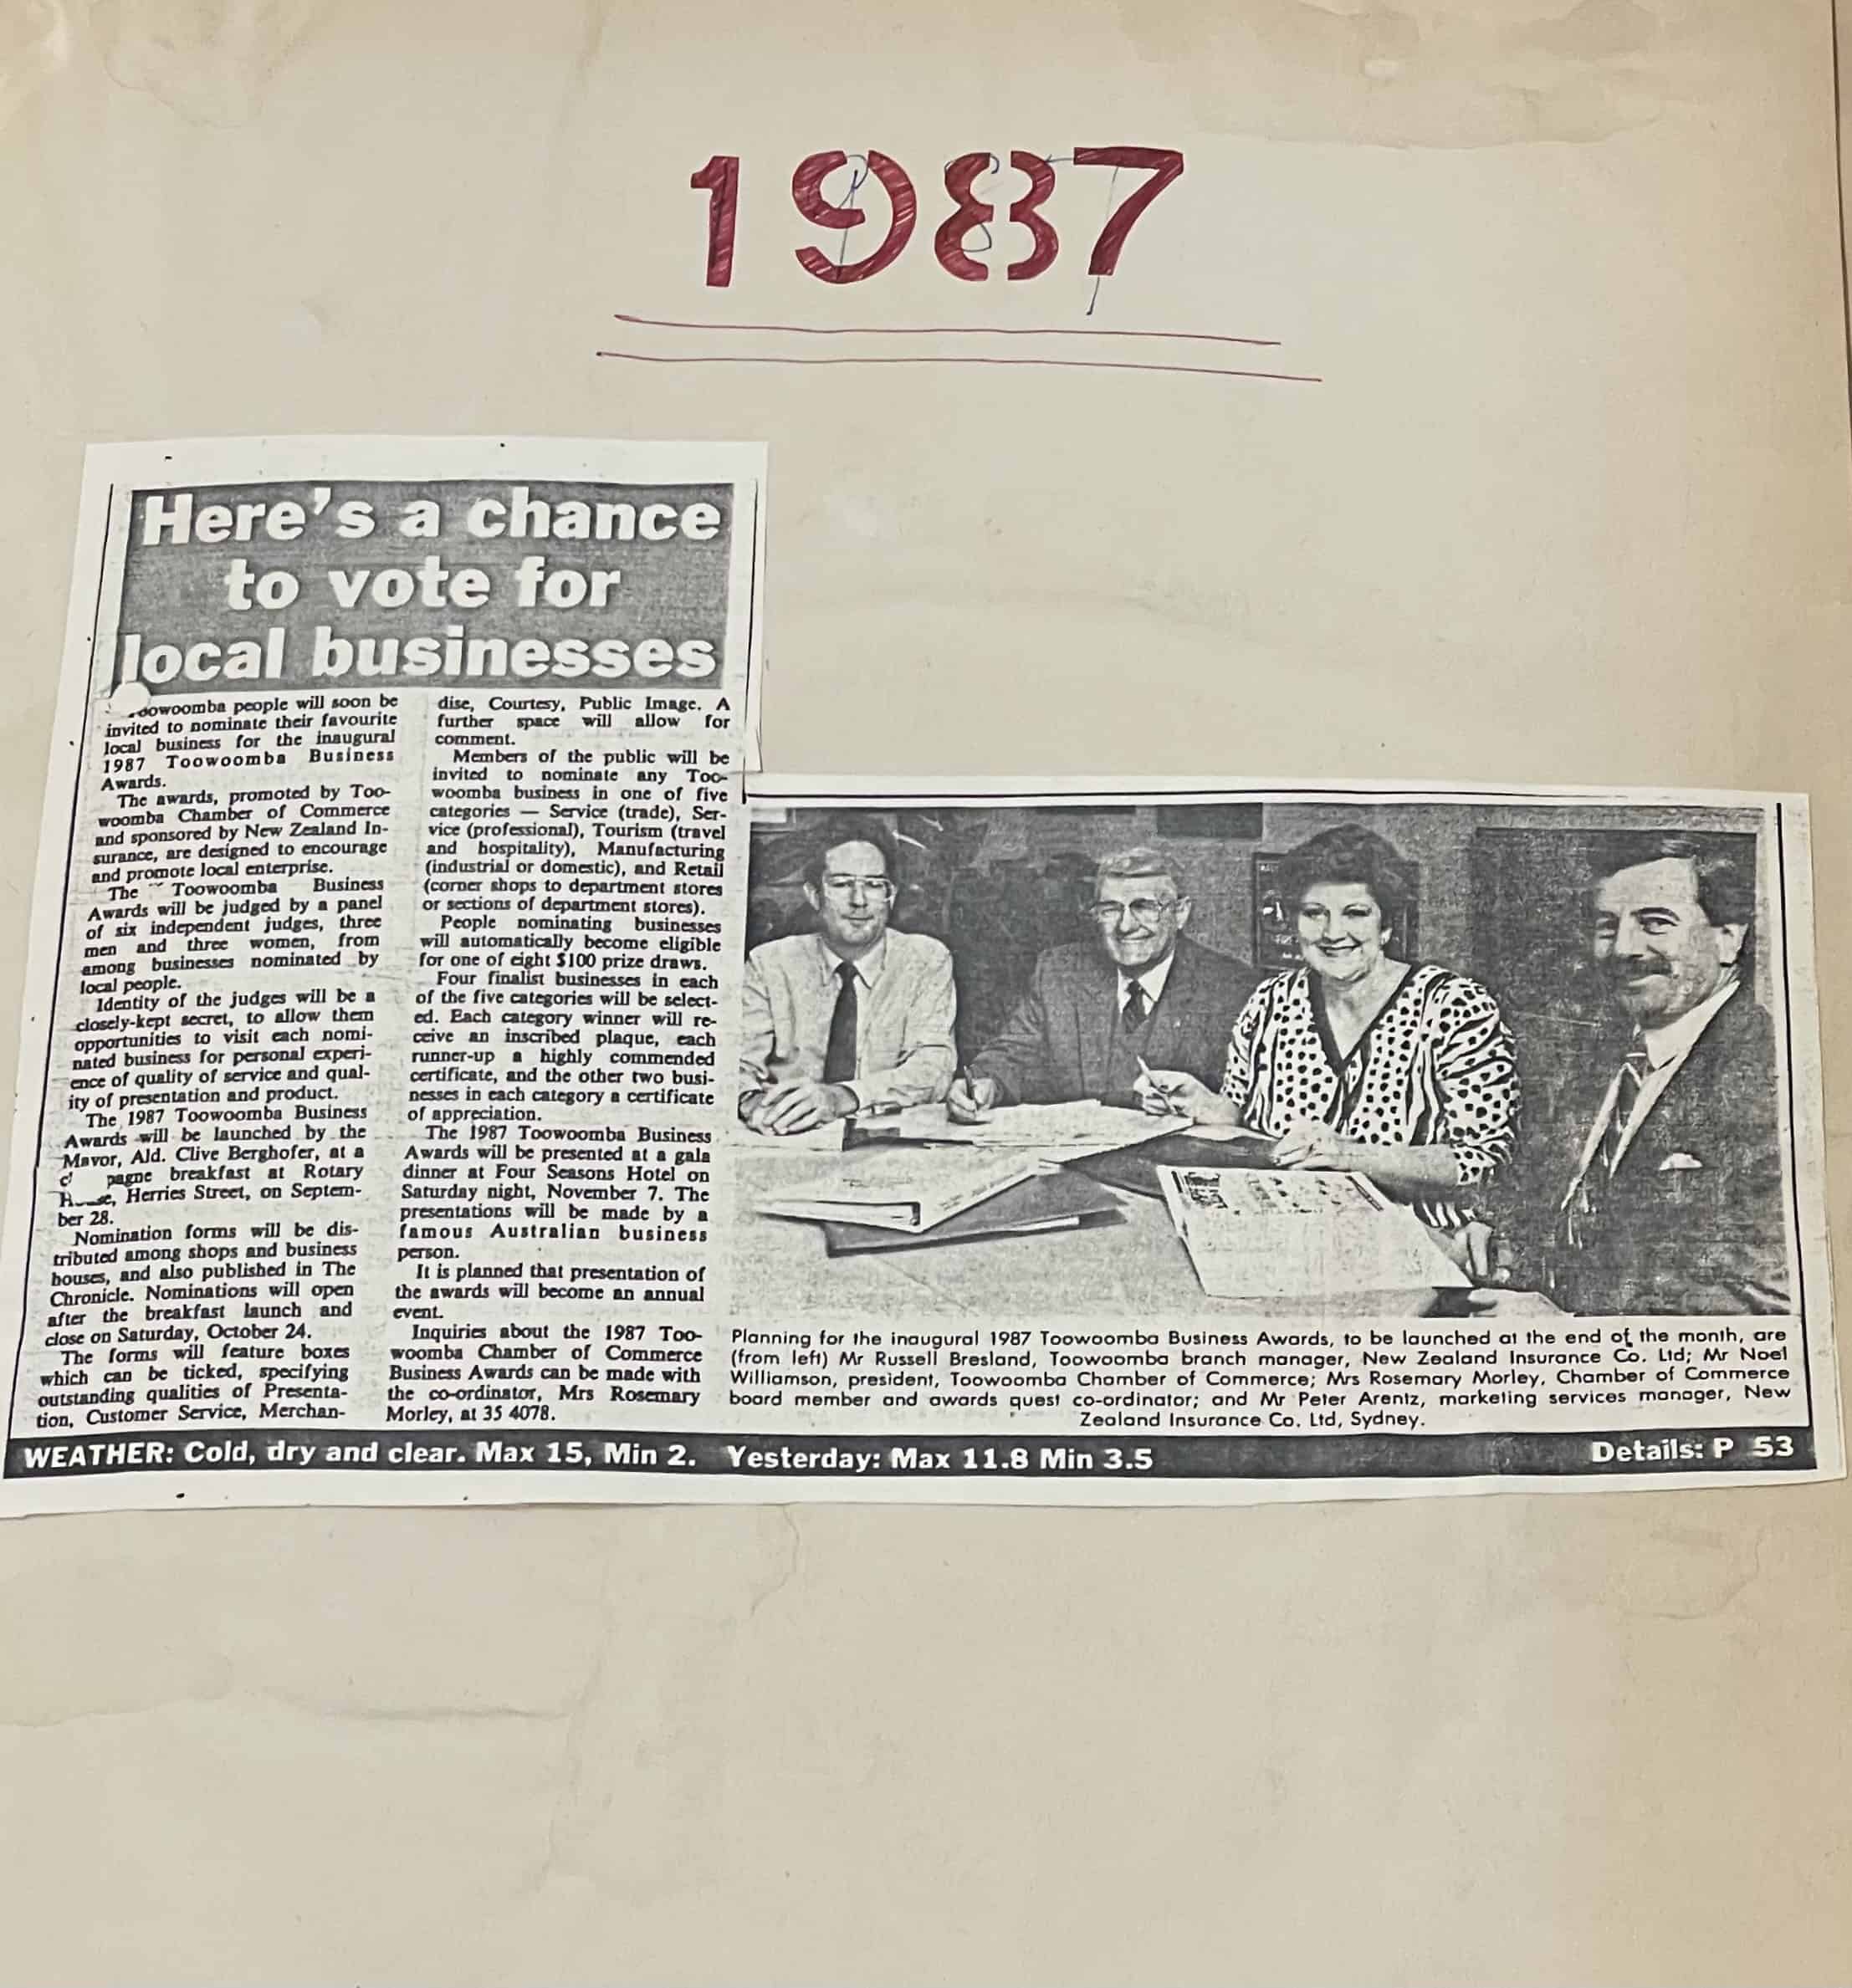 1987
Here's a chance
to vote for
local businesses
Toowoomba people will soon be
invited to nominate their favourite
local business for the inaugural
1987 Toowoomba Business
Awards.
The awards, promoted by Too-
woomba Chamber of Commerce
and sponsored by New Zealand In-
surance, are designed to encourage
and promote local enterprise.
The Toowoomba Business
Awards will be judged by a panel
of six independent judges, three
men and three women, from
among businesses nominated by
local people.
Identity of the judges will be a
closely-kept secret, to allow them
opportunities to visit each nomi-
nated business for personal experi-
ence of quality of service and qual-
ity of presentation and product.
The 1987 Toowoomba Business
Awards will be launched by the
Mayor, Ald. Clive Berghofer, at a
pagne breakfast at Rotary
Herries Street, on Septem-
ber 28.
Nomination forms will be dis-
tributed among shops and business
houses, and also published in The
Chronicle. Nominations will open
after the breakfast launch and
close on Saturday, October 24.
The forms will feature boxes
which can be ticked, specifying
outstanding qualities of Presenta-
tion, Customer Service, Merchan-
dise, Courtesy, Public Image. A
further space will allow for
comment.
Members of the public will be
invited to nominate any Too-
woomba business in one of five
categories — Service (trade), Ser-
vice (professional), Tourism (travel
and hospitality), Manufacturing
(industrial or domestic), and Retail
(corner shops to department stores
or sections of department stores).
People nominating businesses
will automatically become eligible
for one of eight $100 prize draws.
Four finalist businesses in each
of the five categories will be select-
ed. Each category winner will re-
ceive an inscribed plaque, each
runner-up a highly commended
certificate, and the other two busi-
nesses in each category a certificate
of appreciation.
The 1987 Toowoomba Business
Awards will be presented at a gala
dinner at Four Seasons Hotel on
Saturday night, November 7. The
presentations will be made by a
famous Australian business
person.
It is planned that presentation of
the awards will become an annual
event.
Inquiries about the 1987 Too-
woomba Chamber of Commerce
Business Awards can be made with
the co-ordinator, Mrs Rosemary
Morley, at 35 4078.
Planning for the inaugural 1987 Toowoomba Business Awards, to be launched at the end of the month, are
(from left) Mr Russell Bresland, Toowoomba branch manager, New Zealand Insurance Co. Ltd; Mr Noel
Williamson, president, Toowoomba Chamber of Commerce; Mrs Rosemary Morley, Chamber of Commerce
board member and awards quest co-ordinator; and Mr Peter Arentz, marketing services manager, New
Zealand Insurance Co. Ltd, Sydney.
WEATHER: Cold, dry and clear. Max 15, Min 2. Yesterday: Max 11.8 Min 3.5 Details: P 53